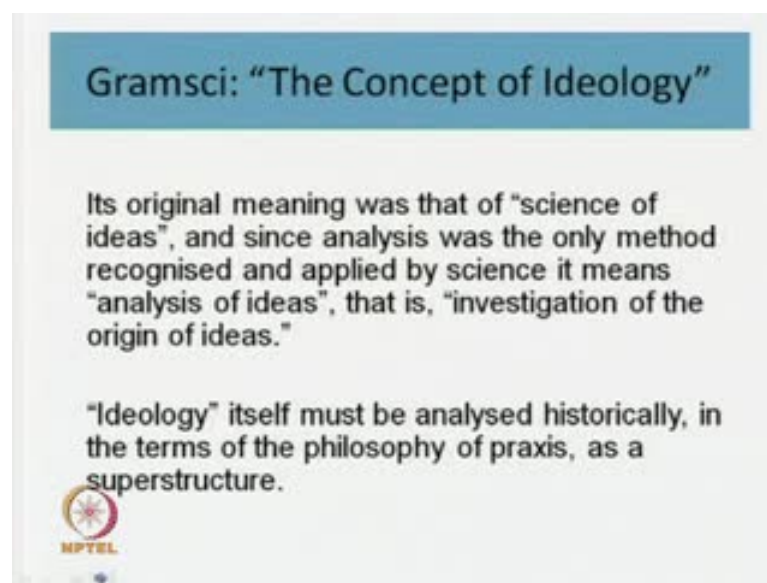 Gramsci: “The Concept of Ideology”
Its original meaning was that of “science of
ideas”, and since analysis was the only method
recognised and applied by science it means
“analysis of ideas”, that is, “investigation of the
origin of ideas.”
“Ideology” itself must be analysed historically, in
the terms of the philosophy of praxis, as a
superstructure.
NPTEL